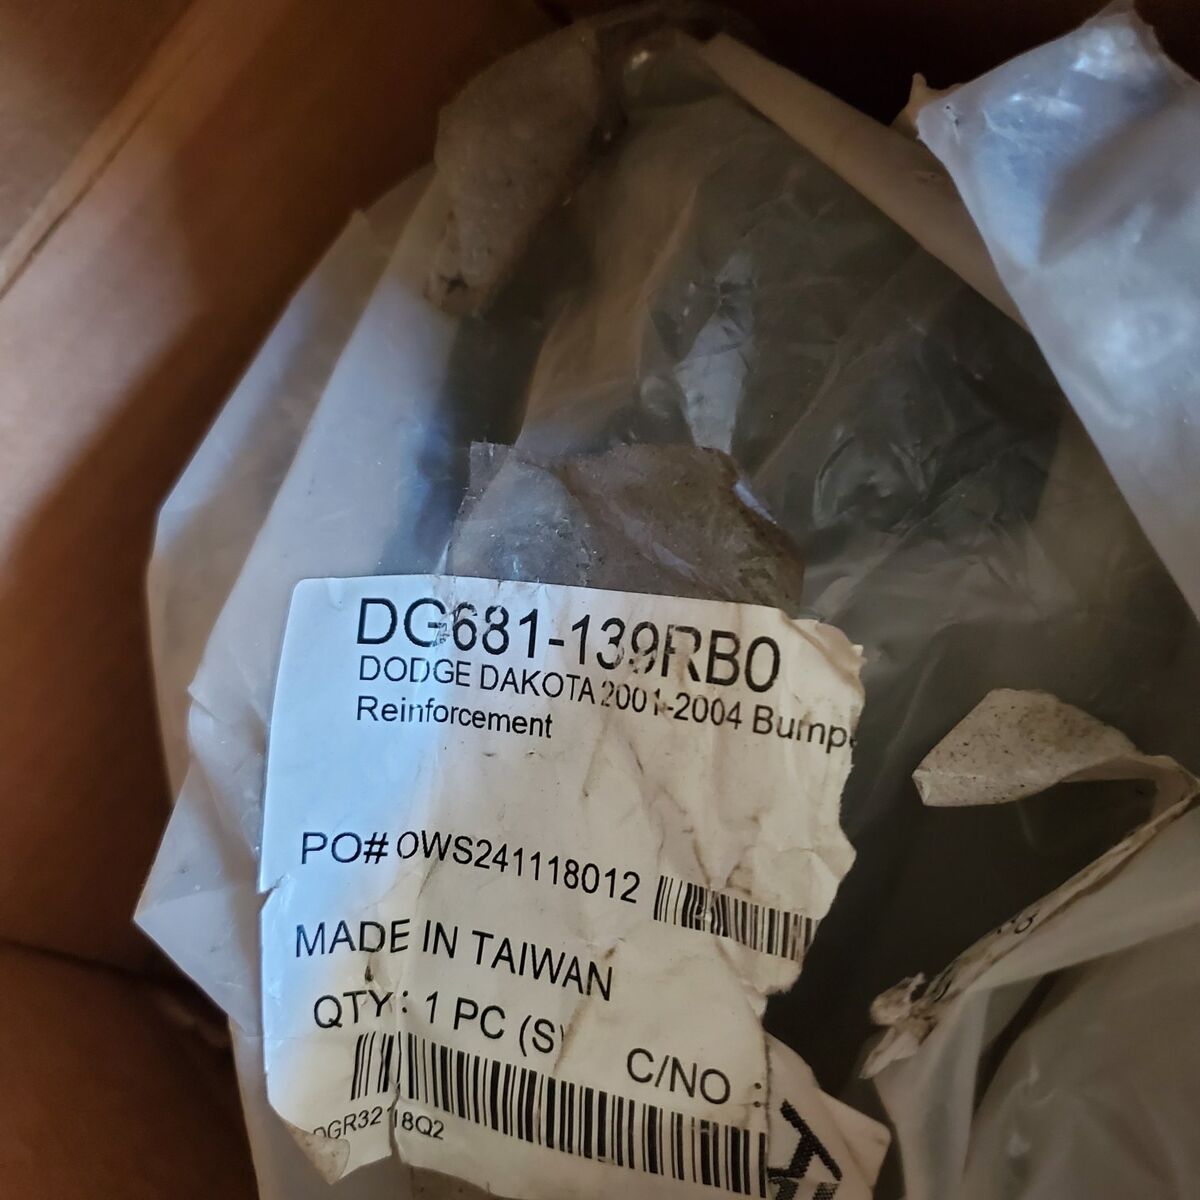 DG681-139RB0
DODGE DAKOTA 2001-2004
Reinforcement
PO# OWS241118012
MADE IN TAIWAN
QTY: 1 PC (S)
C/NO :